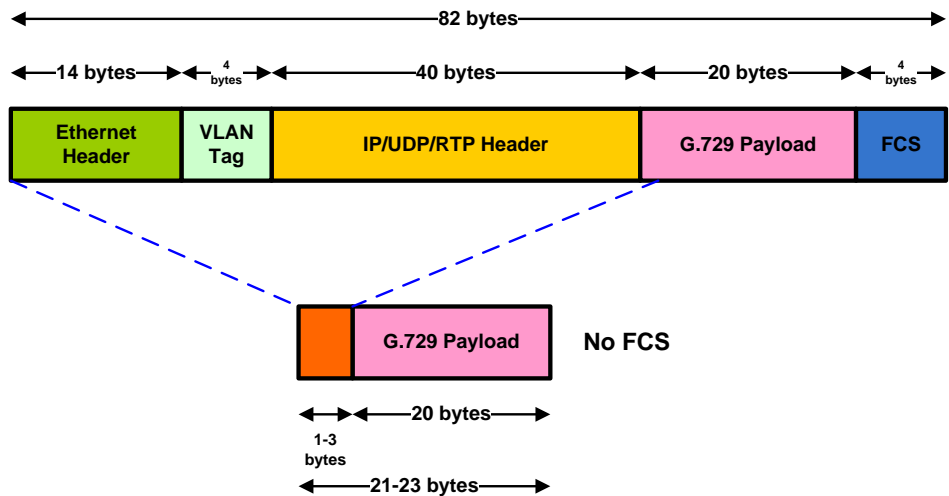 82 bytes
14 bytes
4
bytes
40 bytes
20 bytes
4
bytes
Ethernet
Header
VLAN
Tag
IP/UDP/RTP Header
G.729 Payload
FCS
G.729 Payload
No FCS
1-3
bytes
20 bytes
21-23 bytes